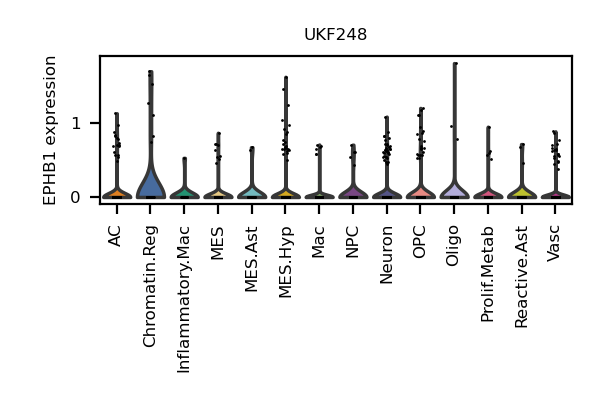 UKF248
EPHB1 expression
1
0
AC
Chromatin.Reg
Inflammatory.Mac
MES
MES.Ast
MES.Hyp
Mac
NPC
Neuron
OPC
Oligo
Prolif.Metab
Reactive.Ast
Vasc